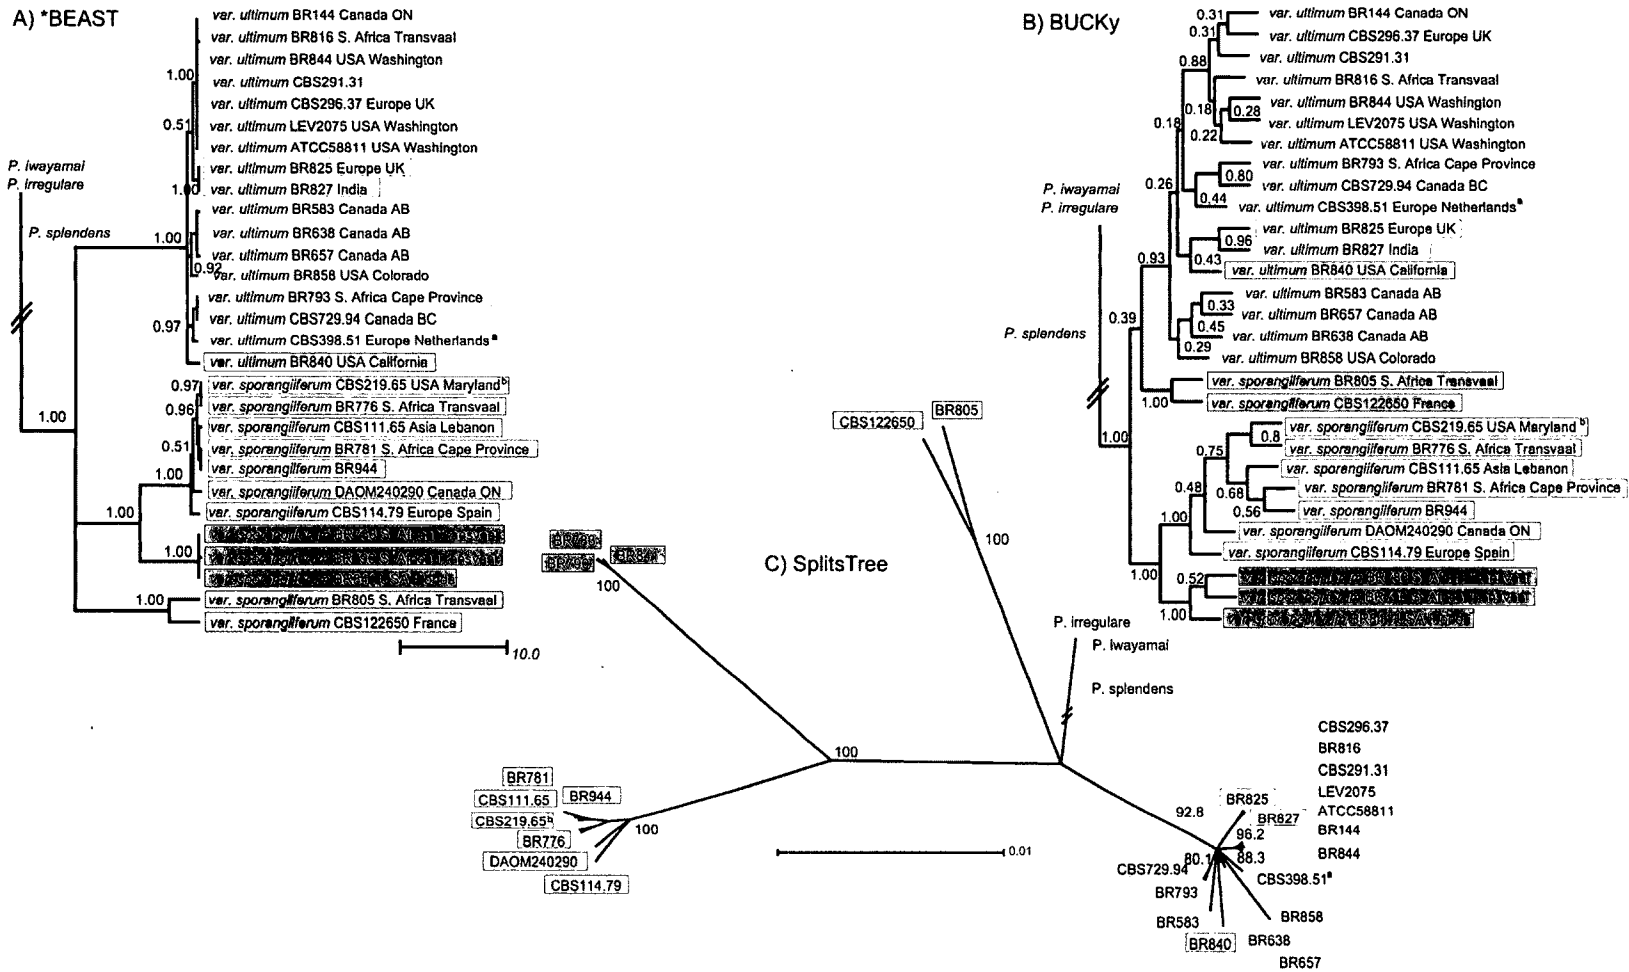 A) *BEAST
var. ultimum BR144 Canada ON
var. ultimum BR816 S. Africa Transvaal
var. ultimum BR844 USA Washington
1.00
var. ultimum CBS291.31
var. ultimum CBS296.37 Europe UK
0.51
var. ultimum LEV2075 USA Washington
var. ultimum ATCC58811 USA Washington
P. iwayamai
P. irregulare
var. ultimum BR825 Europe UK
1.00
var. ultimum BR827 India
var. ultimum BR583 Canada AB
P. splendens
1.00
var. ultimum BR638 Canada AB
var. ultimum BR657 Canada AB
0.92
var. ultimum BR858 USA Colorado
var. ultimum BR793 S. Africa Cape Province
0.97
var. ultimum CBS729.94 Canada BC
var. ultimum CBS398.51 Europe Netherlands a
var. ultimum BR840 USA California
0.97
var. sporangiiferum CBS219.65 USA Maryland b
0.96
var. sporangiiferum BR776 S. Africa Transvaal
1.00
var. sporangiiferum CBS111.65 Asia Lebanon
0.51
var. sporangiiferum BR781 S. Africa Cape Province
var. sporangiiferum BR944
1.00
var. sporangiiferum DAOM240290 Canada ON
1.00
var. sporangiiferum CBS114.79 Europe Spain
1.00
1.00
var. sporangiiferum BR805 S. Africa Transvaal
var. sporangiiferum CBS122650 France
10.0
B) BUCKy
0.31
var. ultimum BR144 Canada ON
0.31
var. ultimum CBS296.37 Europe UK
0.88
var. ultimum CBS291.31
var. ultimum BR816 S. Africa Transvaal
0.18
var. ultimum BR844 USA Washington
0.28
0.18
var. ultimum LEV2075 USA Washington
0.22
var. ultimum ATCC58811 USA Washington
var. ultimum BR793 S. Africa Cape Province
0.80
0.26
var. ultimum CBS729.94 Canada BC
P. iwayamai
P. irregulare
0.44
var. ultimum CBS398.51 Europe Netherlands a
var. ultimum BR825 Europe UK
0.96
var. ultimum BR827 India
0.93
0.43
var. ultimum BR840 USA California
var. ultimum BR583 Canada AB
0.33
0.39
var. ultimum BR657 Canada AB
P. splendens
0.45
var. ultimum BR638 Canada AB
0.29
var. ultimum BR858 USA Colorado
var. sporangiiferum BR805 S. Africa Transvaal
1.00
var. sporangiiferum CBS122650 France
1.00
var. sporangiiferum CBS219.65 USA Maryland b
0.8
0.75
var. sporangiiferum BR776 S. Africa Transvaal
var. sporangiiferum CBS111.65 Asia Lebanon
0.48
0.68
var. sporangiiferum BR781 S. Africa Cape Province
0.56
var. sporangiiferum BR944
1.00
var. sporangiiferum DAOM240290 Canada ON
var. sporangiiferum CBS114.79 Europe Spain
1.00
0.52
1.00
C) SplitsTree
CBS122650
BR805
100
100
P. irregulare
P. Iwayamai
P. splendens
100
BR781
CBS111.65
BR944
CBS219.65 b
BR776
100
DAOM240290
CBS114.79
0.01
CBS296.37
BR816
CBS291.31
LEV2075
ATCC58811
BR144
BR844
92.8
BR825
BR827
96.2
80.1
88.3
CBS729.94
CBS398.51 a
BR793
BR583
BR858
BR840
BR638
BR657